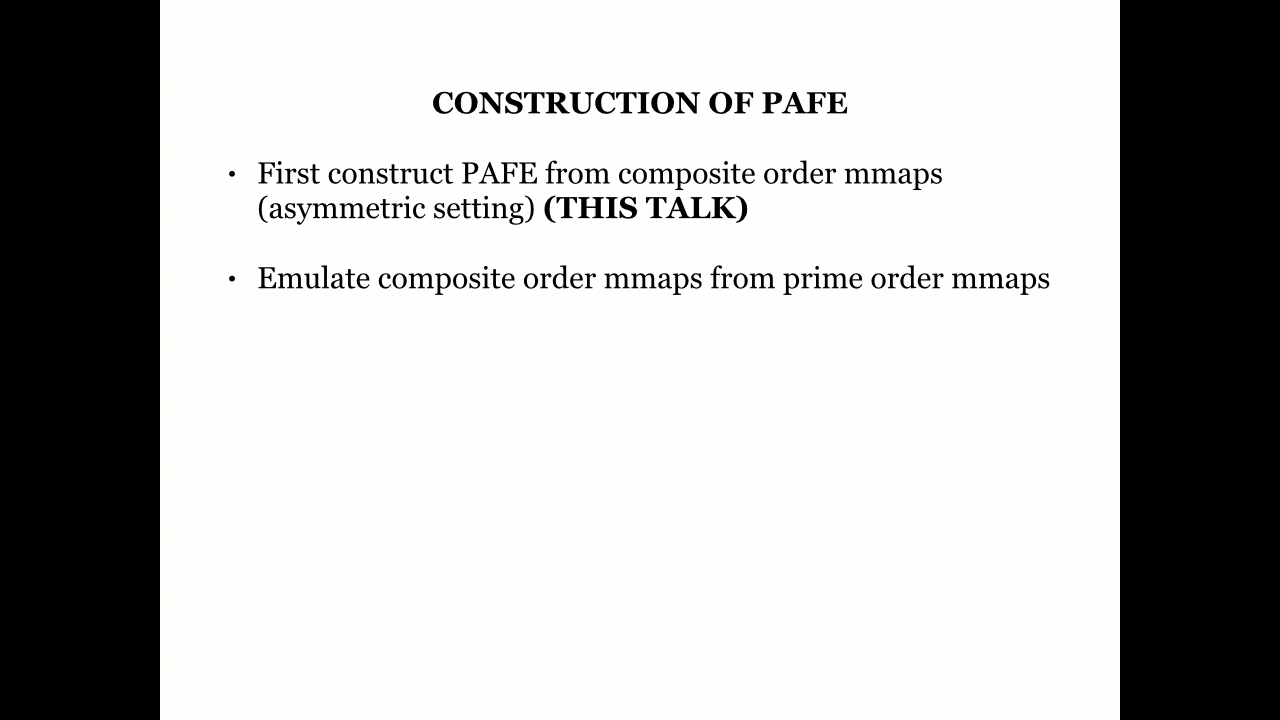 CONSTRUCTION OF PAFE
• First construct PAFE from composite order mmaps
(asymmetric setting) (THIS TALK)
• Emulate composite order mmaps from prime order mmaps